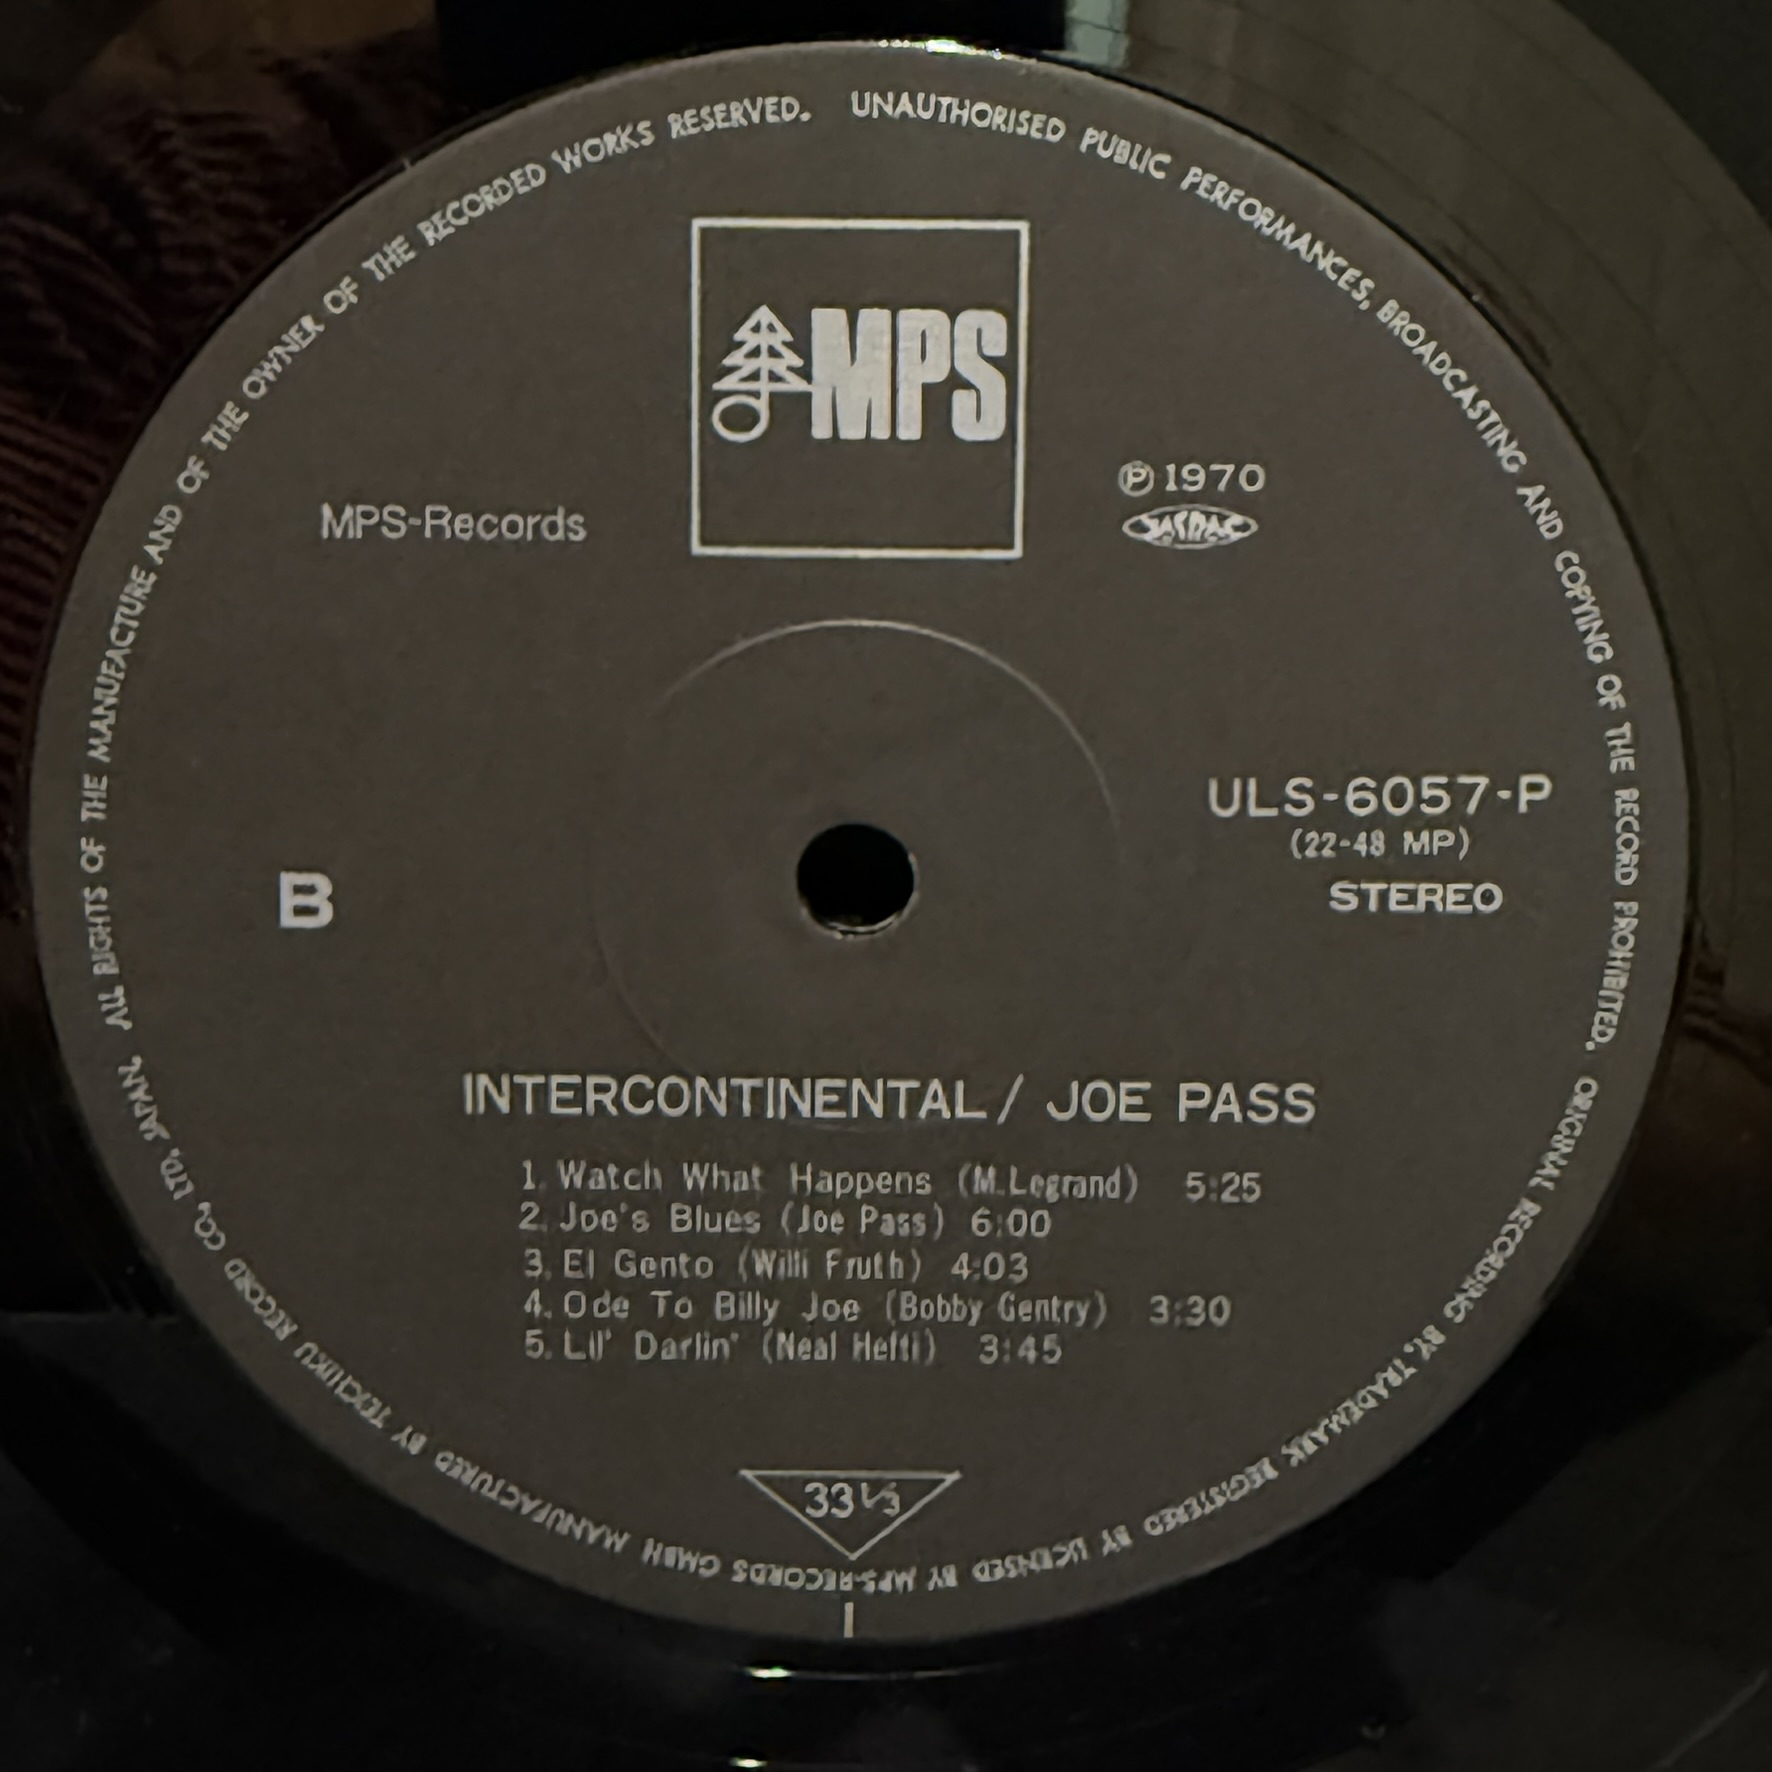 ALL RIGHTS OF THE MANUFACTURE AND OF THE OWNER OF THE RECORDED WORKS RESERVED. UNAUTHORISED PUBLIC PERFORMANCES, BROADCASTING AND COPYING OF THE RECORD PROHIBITED. ORIGINAL RECORDING BY, TRADEMARK REGISTERED BY LICENSED BY MPS-RECORDS GMBH MANUFACTURED BY TEICHIKU RECORD CO., LTD, JAPAN.
MPS
MPS-Records
Ⓟ1970
JASRAC
ULS-6057-P
(22-48 MP)
STEREO
B
INTERCONTINENTAL / JOE PASS
1. Watch What Happens (M.Legrand) 5:25
2. Joe's Blues (Joe Pass) 6:00
3. El Gento (Willi Fruth) 4:03
4. Ode To Billy Joe (Bobby Gentry) 3:30
5. Lil' Darlin' (Neal Hefti) 3:45
33 1/3